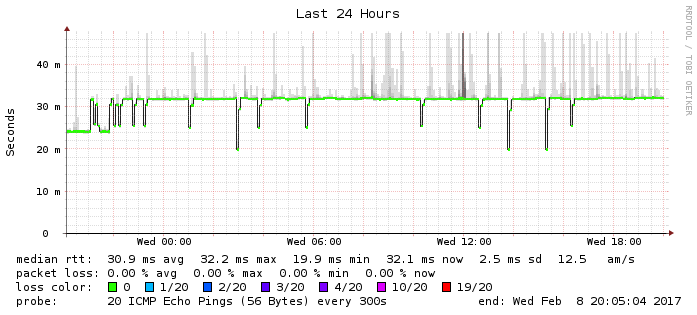 Last 24 Hours
RRDTOOL / TOBI OETIKER
Seconds
40 m
30 m
20 m
10 m
0
Wed 00:00 Wed 06:00 Wed 12:00 Wed 18:00
median rtt: 30.9 ms avg 32.2 ms max 19.9 ms min 32.1 ms now 2.5 ms sd 12.5 am/s
packet loss: 0.00 % avg 0.00 % max 0.00 % min 0.00 % now
loss color: 0 1/20 2/20 3/20 4/20 10/20 19/20
probe: 20 ICMP Echo Pings (56 Bytes) every 300s end: Wed Feb 8 20:05:04 2017